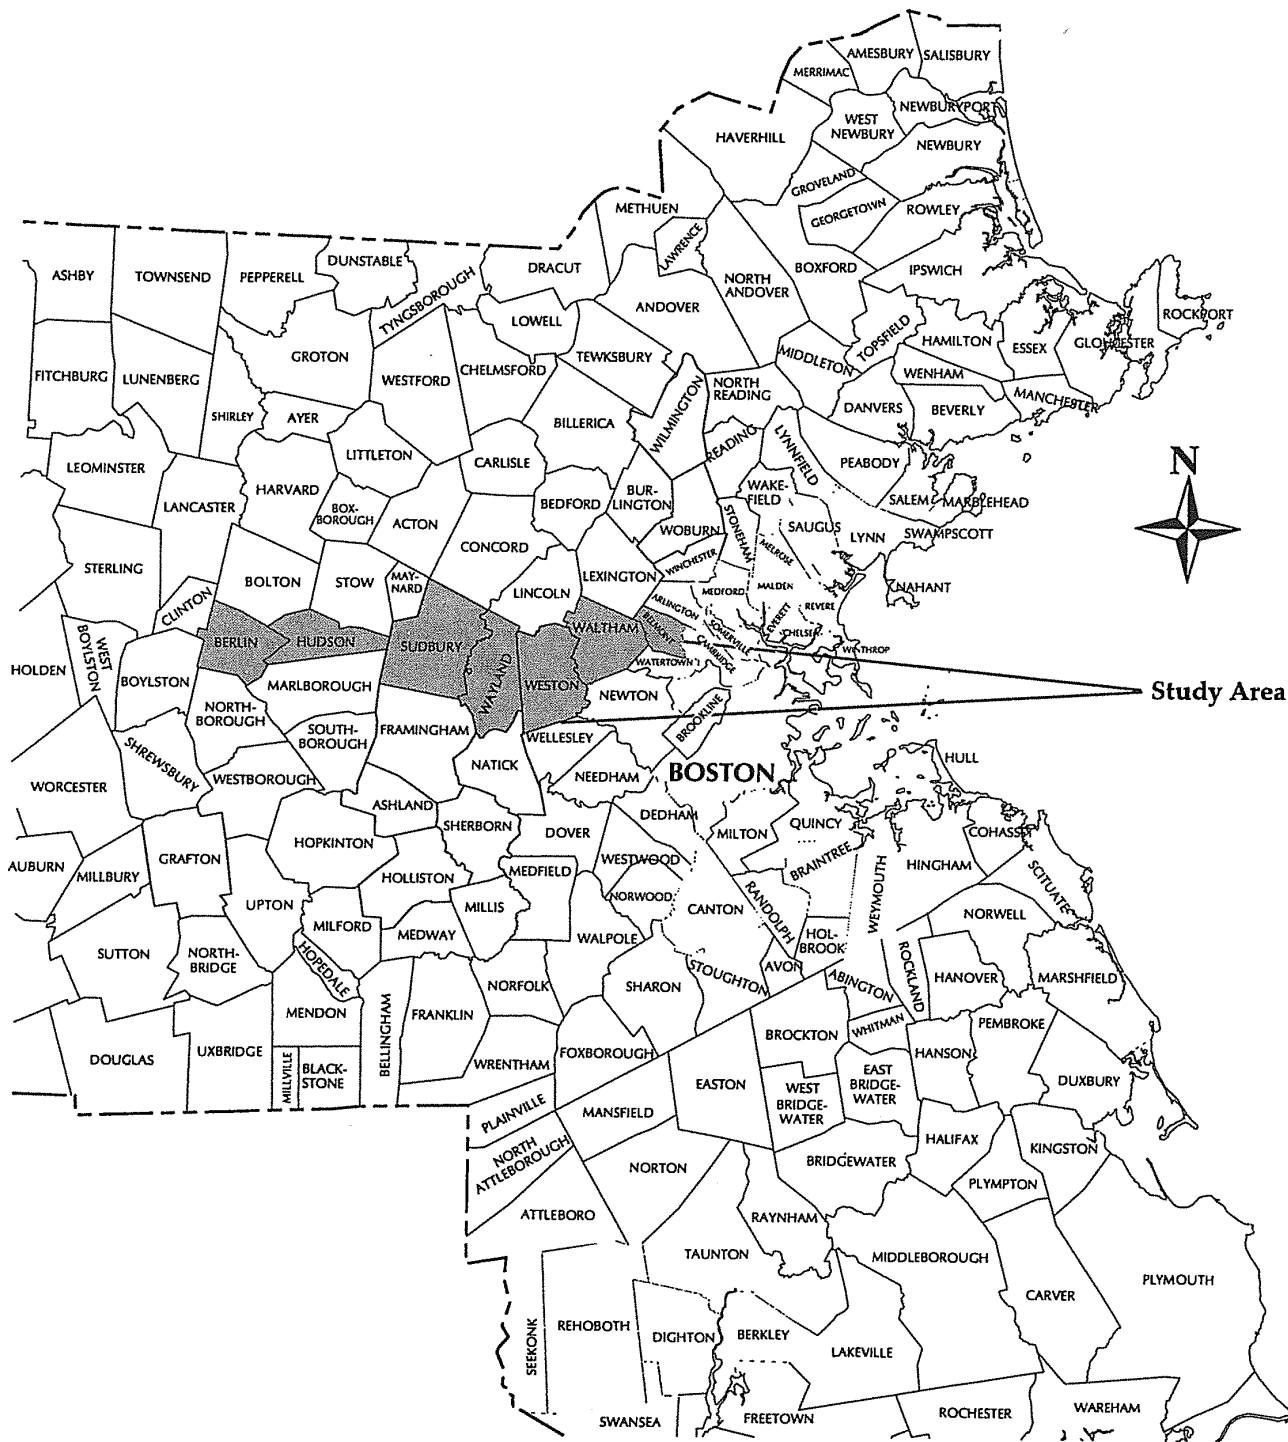 AMESBURY
SALISBURY
MERRIMAC
NEWBURYPORT
WEST
NEWBURY
HAVERHILL
NEWBURY
GROVELAND
GEORGETOWN
ROWLEY
METHUEN
LAWRENCE
DUNSTABLE
DRACUT
BOXFORD
IPSWICH
ASHBY
TOWNSEND
PEPPERELL
TYNGSBOROUGH
NORTH
ANDOVER
ANDOVER
ROCKPORT
LOWELL
GROTON
TEWKSBURY
MIDDLETON
TOPSFIELD
HAMILTON
ESSEX
GLOUCESTER
FITCHBURG
LUNENBERG
WESTFORD
CHELMSFORD
WENHAM
NORTH
READING
MANCHESTER
SHIRLEY
AYER
BILLERICA
WILMINGTON
DANVERS
BEVERLY
READING
LYNNFIELD
LEOMINSTER
LITTLETON
CARLISLE
PEABODY
N
LANCASTER
HARVARD
BOX-
BOROUGH
ACTON
BEDFORD
BUR-
LINGTON
WAKE-
FIELD
SALEM
MARBLEHEAD
WOBURN
STONEHAM
SAUGUS
LYNN
SWAMPSCOTT
CONCORD
MELROSE
STERLING
BOLTON
STOW
MAY-
NARD
LINCOLN
LEXINGTON
WINCHESTER
MEDFORD
MALDEN
NAHANT
CLINTON
ARLINGTON
REVERE
EVERETT
BERLIN
HUDSON
SUDBURY
WALTHAM
BELMONT
SOMERVILLE
CHELSEA
WINTHROP
CAMBRIDGE
WATERTOWN
HOLDEN
WEST
BOYLSTON
BOYLSTON
MARLBOROUGH
WAYLAND
WESTON
NEWTON
Study Area
NORTH-
BOROUGH
SOUTH-
BOROUGH
FRAMINGHAM
BROOKLINE
WELLESLEY
SHREWSBURY
NATICK
NEEDHAM
BOSTON
HULL
WORCESTER
WESTBOROUGH
ASHLAND
SHERBORN
DOVER
DEDHAM
MILTON
QUINCY
COHASSET
HOPKINTON
AUBURN
MILLBURY
GRAFTON
WESTWOOD
BRAINTREE
HINGHAM
SCITUATE
HOLLISTON
MEDFIELD
NORWOOD
WEYMOUTH
UPTON
MILLIS
CANTON
RANDOLPH
NORWELL
MILFORD
MEDWAY
WALPOLE
HOL-
BROOK
SUTTON
NORTH-
BRIDGE
HOPEDALE
AVON
STOUGHTON
ROCKLAND
ABINGTON
HANOVER
MARSHFIELD
NORFOLK
SHARON
MENDON
BELLINGHAM
FRANKLIN
BROCKTON
WHITMAN
PEMBROKE
DOUGLAS
UXBRIDGE
FOXBOROUGH
WRENTHAM
HANSON
MILLVILLE
BLACK-
STONE
EASTON
WEST
BRIDGE-
WATER
EAST
BRIDGE-
WATER
DUXBURY
PLAINVILLE
MANSFIELD
NORTH
ATTLEBOROUGH
NORTON
BRIDGEWATER
HALIFAX
KINGSTON
PLYMPTON
ATTLEBORO
RAYNHAM
TAUNTON
MIDDLEBOROUGH
PLYMOUTH
CARVER
SEEKONK
REHOBOTH
DIGHTON
BERKLEY
LAKEVILLE
SWANSEA
FREETOWN
ROCHESTER
WAREHAM